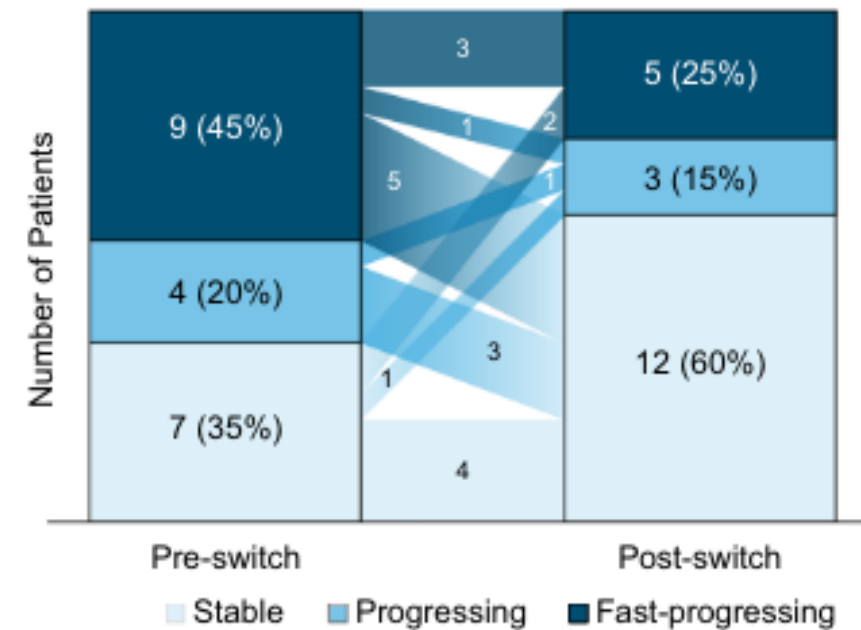 Number of Patients
9 (45%)
4 (20%)
7 (35%)
3
1
2
5
1
3
1
4
5 (25%)
3 (15%)
12 (60%)
Pre-switch
Post-switch
Stable
Progressing
Fast-progressing